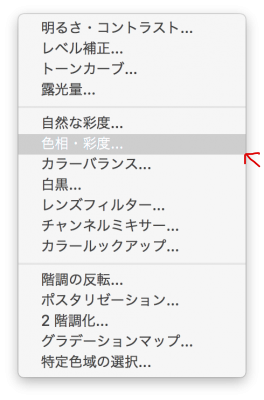 明るさ・コントラスト...
レベル補正...
トーンカーブ...
露光量...
自然な彩度...
色相・彩度...
カラーバランス...
白黒...
レンズフィルター...
チャンネルミキサー...
カラールックアップ...
階調の反転...
ポスタリゼーション...
2 階調化...
グラデーションマップ...
特定色域の選択...